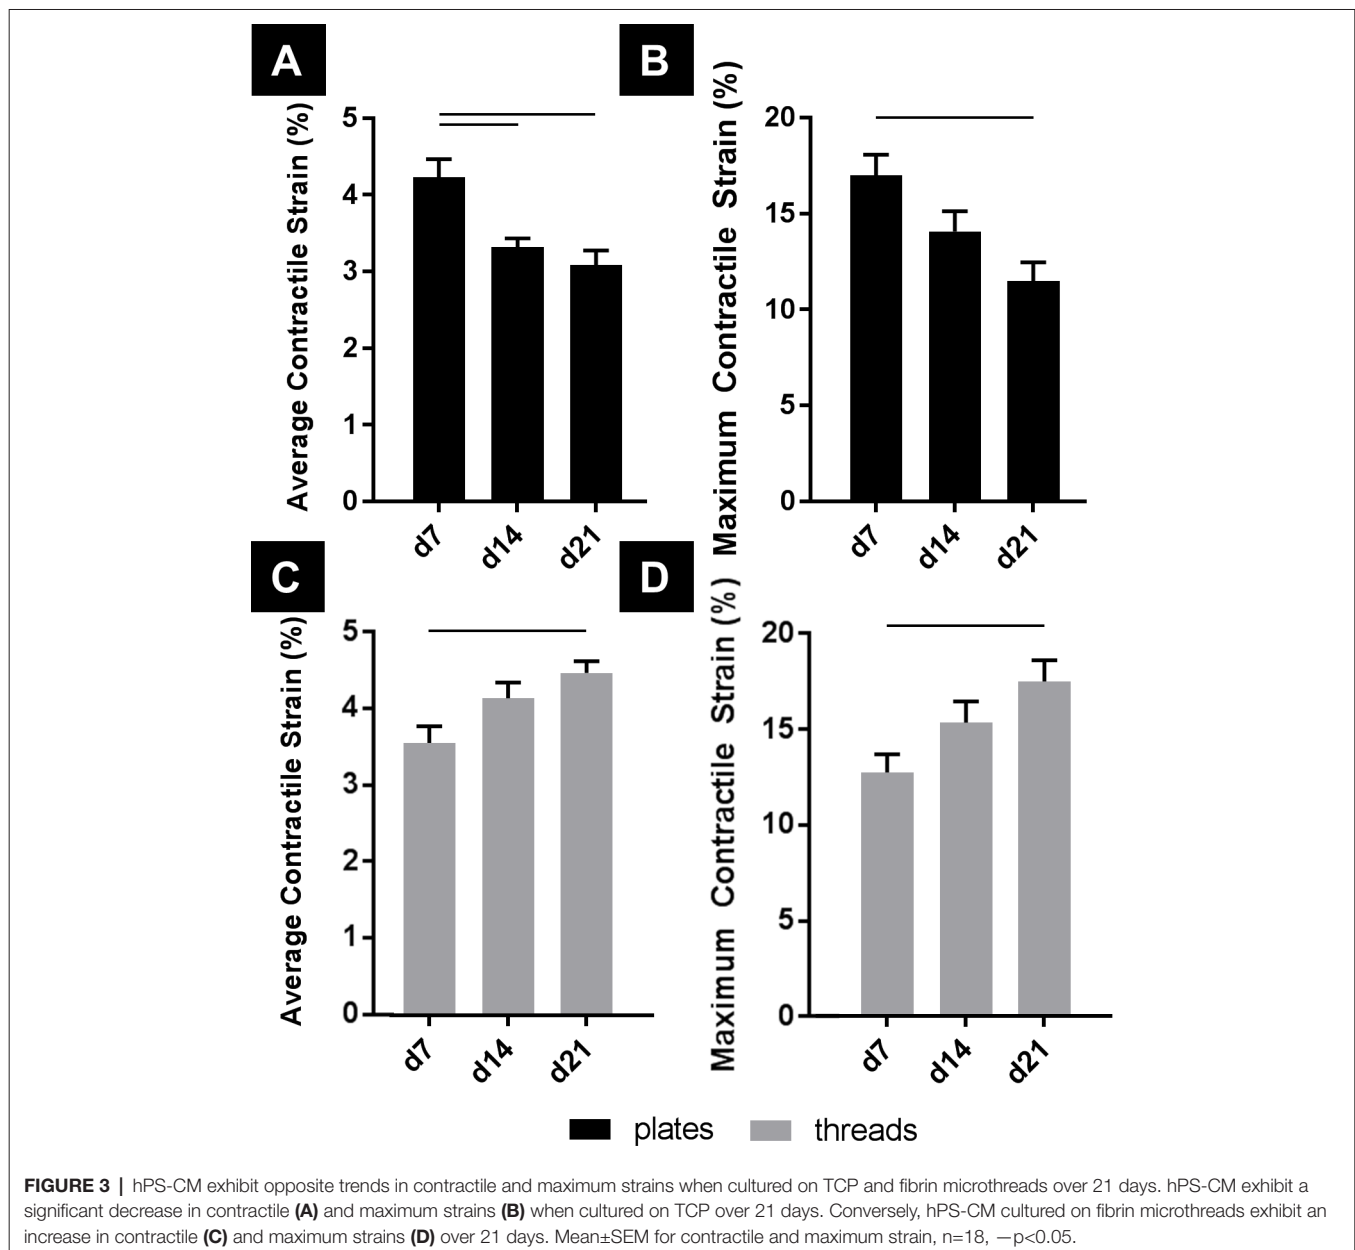 A
B
Average Contractile Strain (%)
5
4
3
2
1
0
d7
d14
d21
Maximum Contractile Strain (%)
20
15
10
5
0
d7
d14
d21
C
D
Average Contractile Strain (%)
5
4
3
2
1
0
d7
d14
d21
Maximum Contractile Strain (%)
20
15
10
5
0
d7
d14
d21
plates threads
FIGURE 3 | hPS-CM exhibit opposite trends in contractile and maximum strains when cultured on TCP and fibrin microthreads over 21 days. hPS-CM exhibit a
significant decrease in contractile (A) and maximum strains (B) when cultured on TCP over 21 days. Conversely, hPS-CM cultured on fibrin microthreads exhibit an
increase in contractile (C) and maximum strains (D) over 21 days. Mean±SEM for contractile and maximum strain, n=18, —p<0.05.